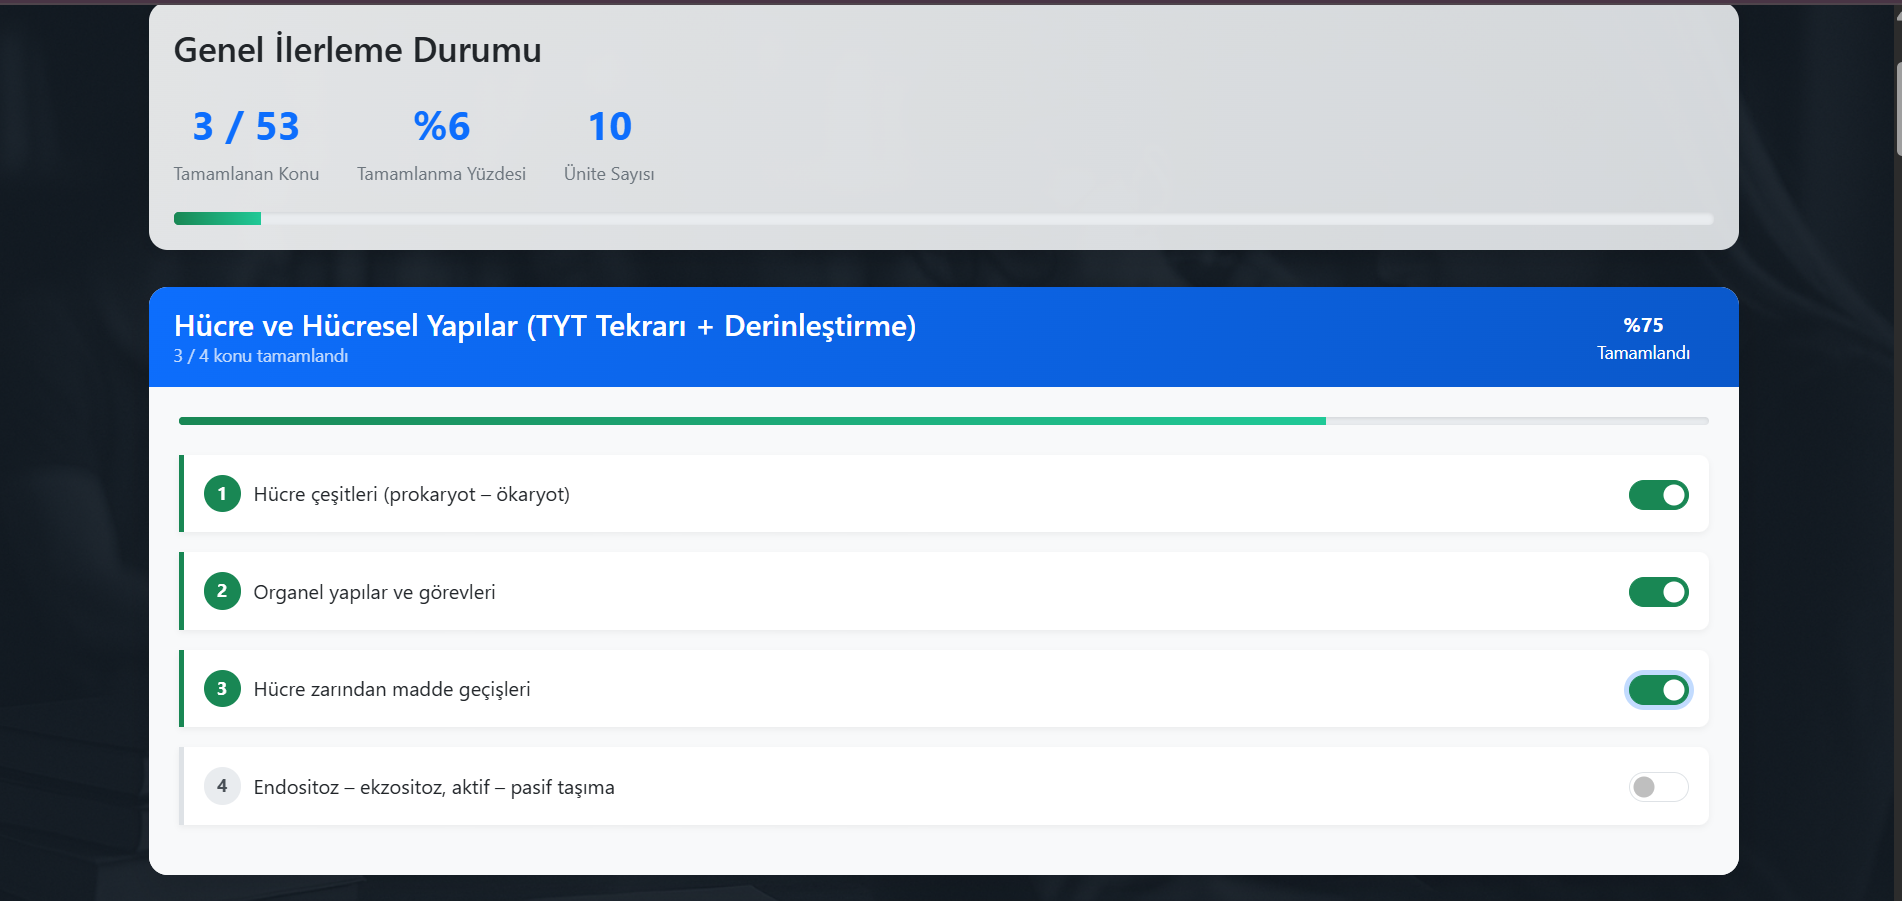 Genel İlerleme Durumu
3 / 53
%6
10
Tamamlanan Konu
Tamamlanma Yüzdesi
Ünite Sayısı
Hücre ve Hücresel Yapılar (TYT Tekrarı + Derinleştirme)
3 / 4 konu tamamlandı
%75
Tamamlandı
1 Hücre çeşitleri (prokaryot – ökaryot)
2 Organel yapılar ve görevleri
3 Hücre zarından madde geçişleri
4 Endositoz – ekzositoz, aktif – pasif taşıma